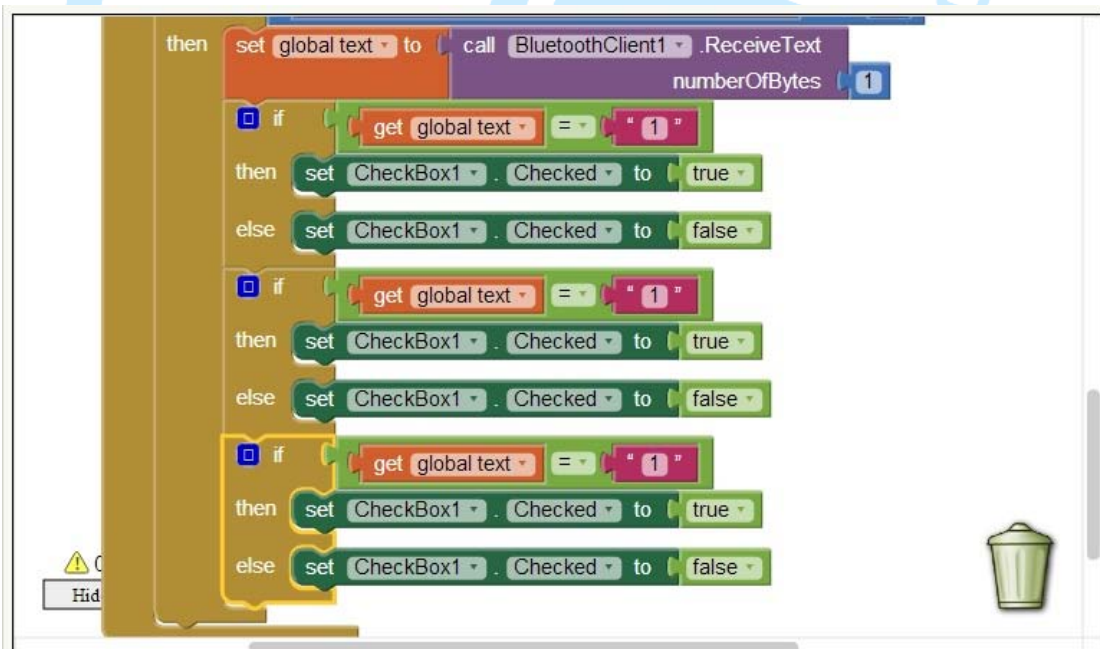 then set global text to call BluetoothClient1 .ReceiveText
numberOfBytes 1
if get global text = " 1 "
then set CheckBox1 . Checked to true
else set CheckBox1 . Checked to false
if get global text = " 1 "
then set CheckBox1 . Checked to true
else set CheckBox1 . Checked to false
if get global text = " 1 "
then set CheckBox1 . Checked to true
else set CheckBox1 . Checked to false
Hid